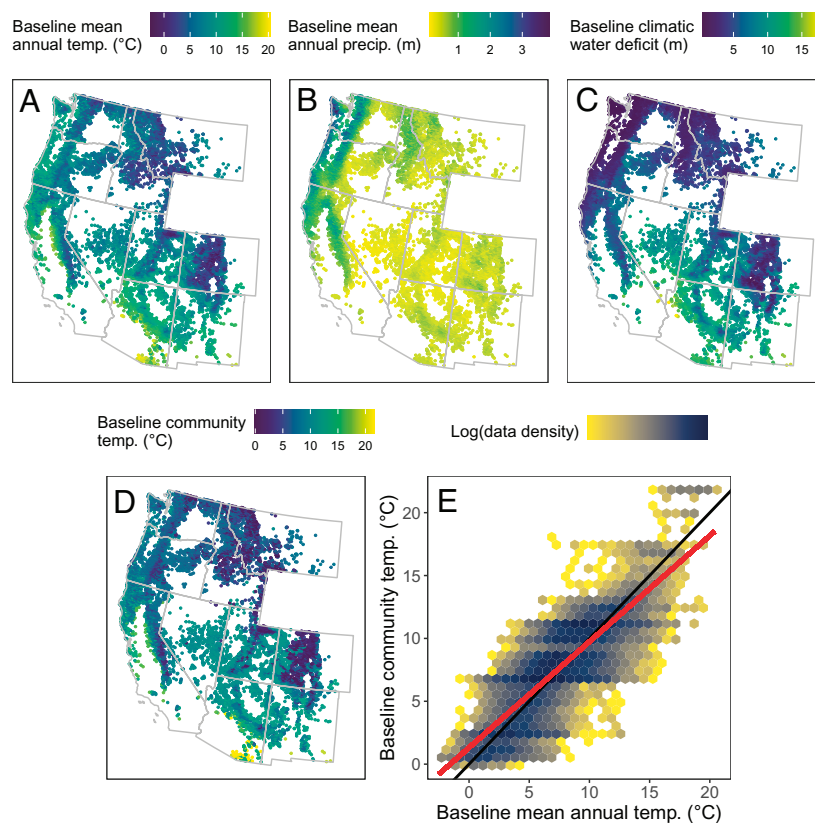 Baseline mean
annual temp. (°C)
0 5 10 15 20
Baseline mean
annual precip. (m)
1 2 3
Baseline climatic
water deficit (m)
5 10 15
A
B
C
Baseline community
temp. (°C)
0 5 10 15 20
Log(data density)
D
E
Baseline community temp. (°C)
20
15
10
5
0
0 5 10 15 20
Baseline mean annual temp. (°C)